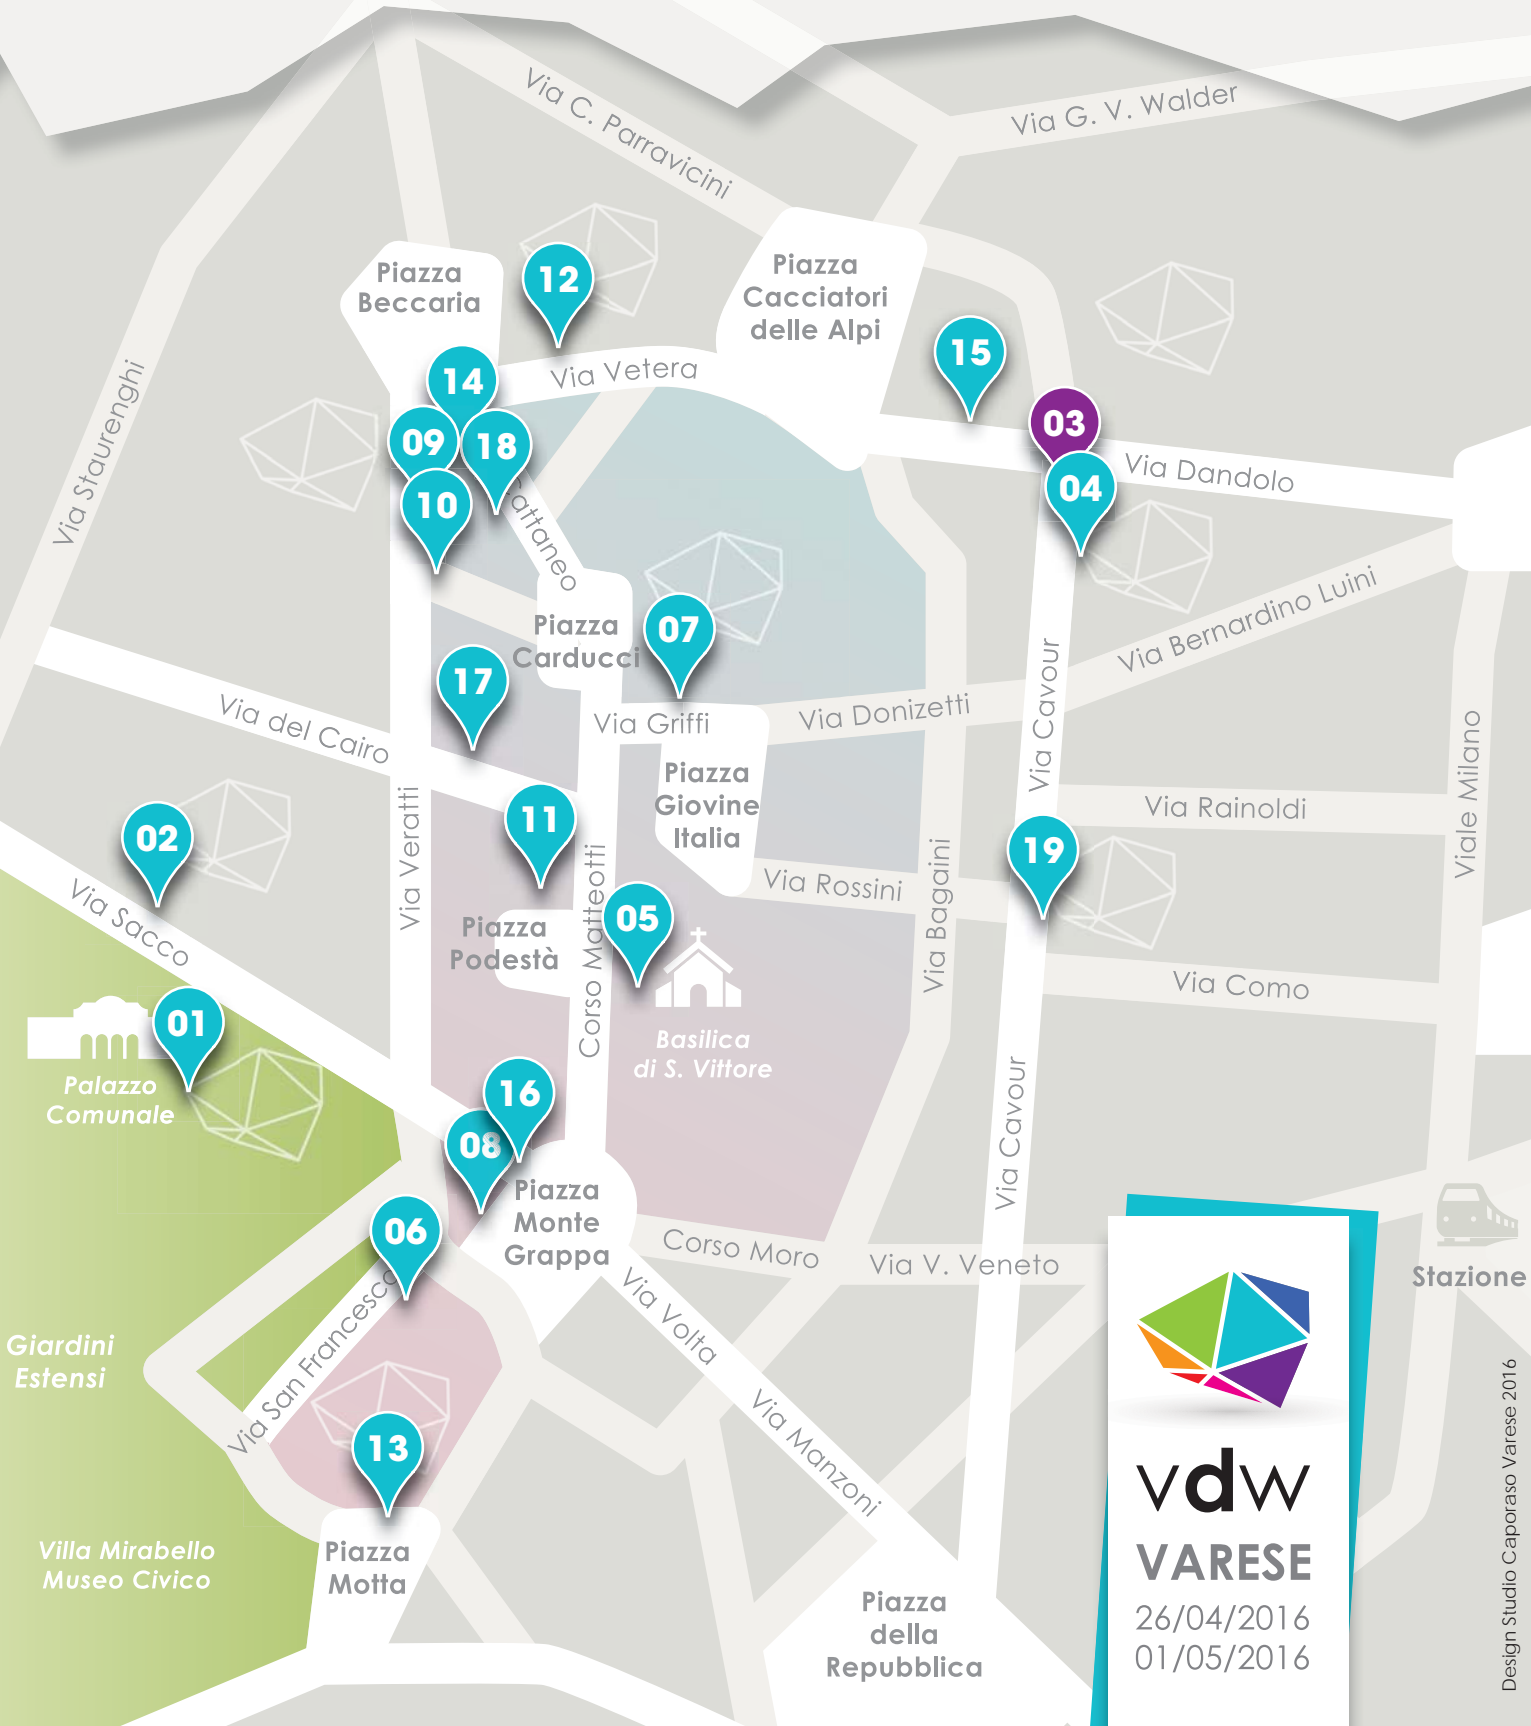 Via C. Parravicini
Via G. V. Walder
Piazza
Beccaria
12
Piazza
Cacciatori
delle Alpi
15
14
Via Vetera
Via Staurenghi
09
18
03
10
04
Via Dandolo
Cattaneo
Piazza
Carducci
07
Via Bernardino Luini
17
Via del Cairo
Via Griffi
Via Donizetti
Via Cavour
Piazza
Giovine
Italia
Via Rainoldi
Viale Milano
02
11
19
Via Veratti
Via Sacco
Corso Matteotti
Via Rossini
Via Bagaini
Piazza
Podestà
05
Via Como
01
Basilica
di S. Vittore
Palazzo
Comunale
16
08
Via Cavour
Piazza
Monte
Grappa
06
Corso Moro
Via V. Veneto
Stazione
Via San Francesco
Via Volta
Giardini
Estensi
Via Manzoni
13
Villa Mirabello
Museo Civico
Piazza
Motta
Piazza
della
Repubblica
vdw
VARESE
26/04/2016
01/05/2016
Design Studio Caporaso Varese 2016